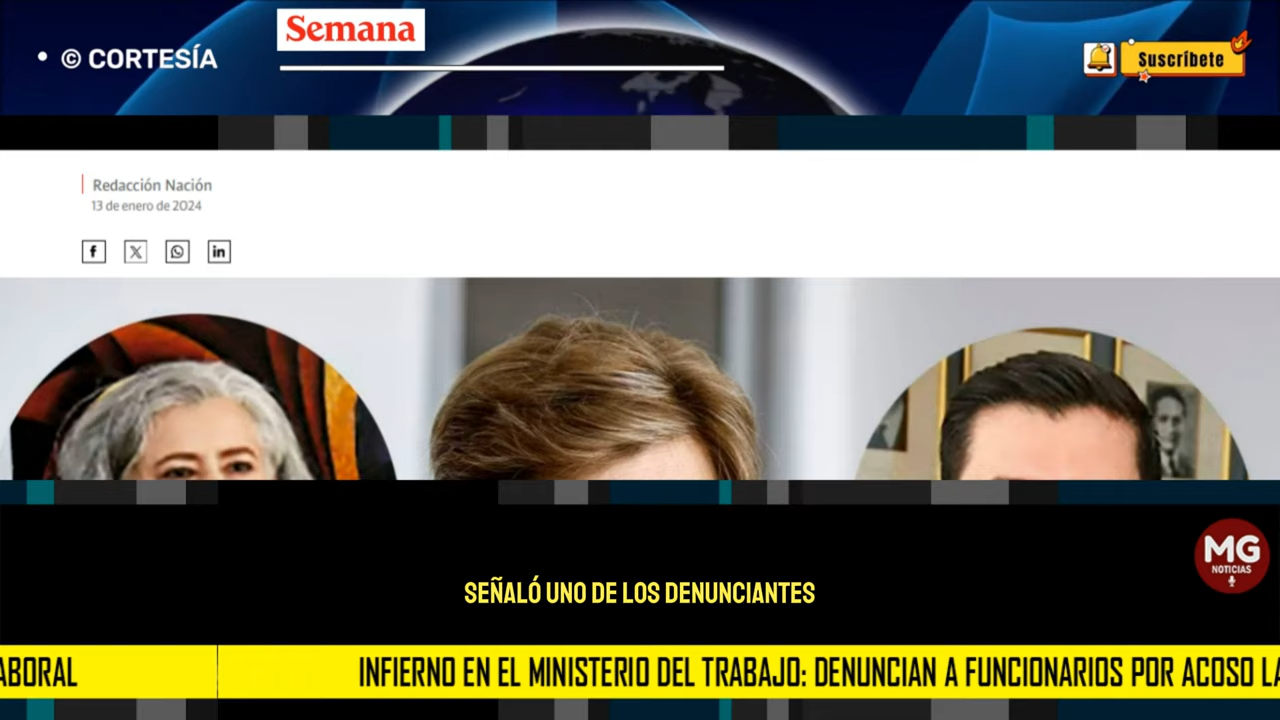 Semana
• © CORTESÍA
Suscríbete
Redacción Nación
13 de enero de 2024
SEÑALÓ UNO DE LOS DENUNCIANTES
MG
NOTICIAS
ABORAL
INFIERNO EN EL MINISTERIO DEL TRABAJO: DENUNCIAN A FUNCIONARIOS POR ACOSO LA